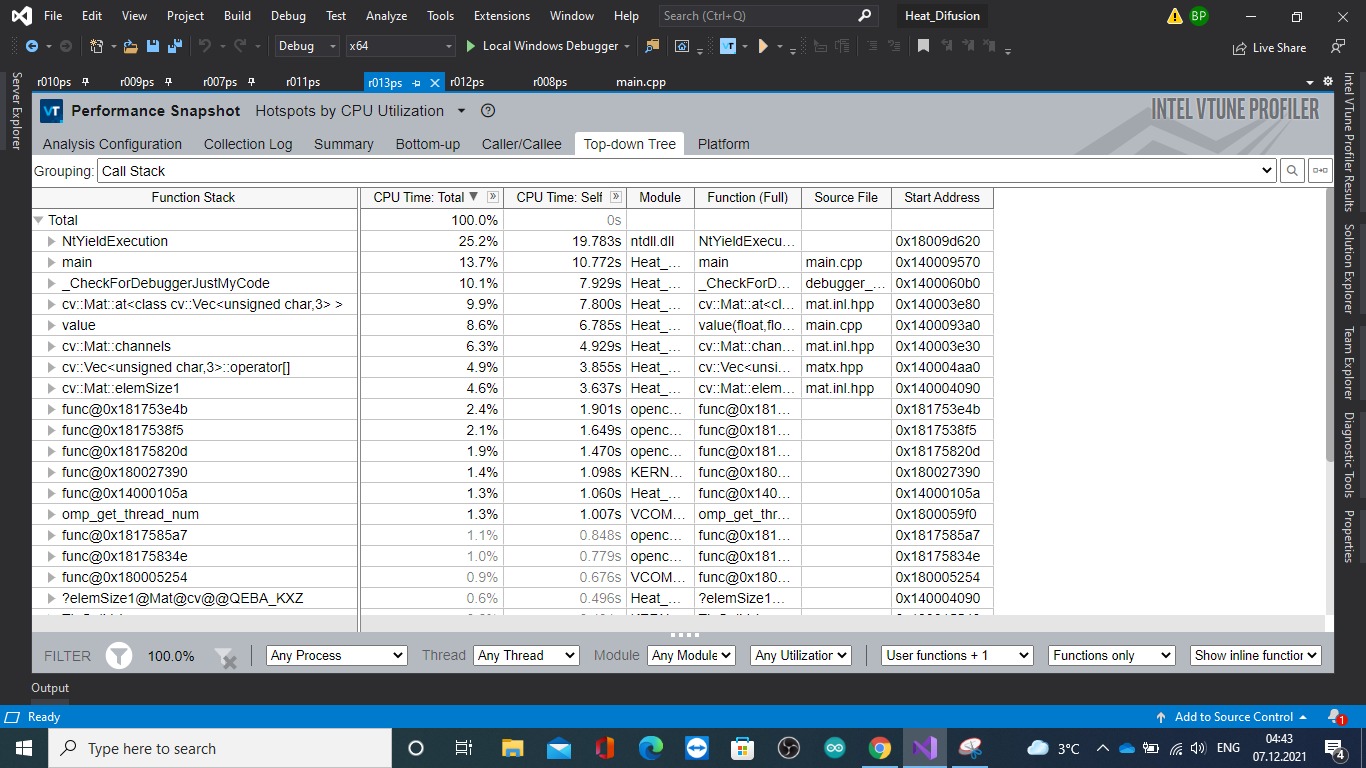 File Edit View Project Build Debug Test Analyze Tools Extensions Window Help Search (Ctrl+Q) Heat_Difusion BP
Debug x64 Local Windows Debugger VT Live Share
r010ps r009ps r007ps r011ps r013ps r012ps r008ps main.cpp
Server Explorer
VT Performance Snapshot Hotspots by CPU Utilization INTEL VTUNE PROFILER
Analysis Configuration Collection Log Summary Bottom-up Caller/Callee Top-down Tree Platform
Grouping: Call Stack
Function Stack CPU Time: Total CPU Time: Self Module Function (Full) Source File Start Address
Total 100.0% 0s
NtYieldExecution 25.2% 19.783s ntdll.dll NtYieldExecu... 0x18009d620
main 13.7% 10.772s Heat_... main main.cpp 0x140009570
_CheckForDebuggerJustMyCode 10.1% 7.929s Heat_... _CheckForD... debugger_... 0x1400060b0
cv::Mat::at<class cv::Vec<unsigned char,3> > 9.9% 7.800s Heat_... cv::Mat::at<cl... mat.inl.hpp 0x140003e80
value 8.6% 6.785s Heat_... value(float,flo... main.cpp 0x1400093a0
cv::Mat::channels 6.3% 4.929s Heat_... cv::Mat::chan... mat.inl.hpp 0x140003e30
cv::Vec<unsigned char,3>::operator[] 4.9% 3.855s Heat_... cv::Vec<unsi... matx.hpp 0x140004aa0
cv::Mat::elemSize1 4.6% 3.637s Heat_... cv::Mat::elem... mat.inl.hpp 0x140004090
func@0x181753e4b 2.4% 1.901s openc... func@0x181... 0x181753e4b
func@0x1817538f5 2.1% 1.649s openc... func@0x181... 0x1817538f5
func@0x18175820d 1.9% 1.470s openc... func@0x181... 0x18175820d
func@0x180027390 1.4% 1.098s KERN... func@0x180... 0x180027390
func@0x14000105a 1.3% 1.060s Heat_... func@0x140... 0x14000105a
omp_get_thread_num 1.3% 1.007s VCOM... omp_get_thr... 0x1800059f0
func@0x1817585a7 1.1% 0.848s openc... func@0x181... 0x1817585a7
func@0x18175834e 1.0% 0.779s openc... func@0x181... 0x18175834e
func@0x180005254 0.9% 0.676s VCOM... func@0x180... 0x180005254
?elemSize1@Mat@cv@@QEBA_KXZ 0.6% 0.496s Heat_... ?elemSize1... 0x140004090
Intel VTune Profiler Results
Solution Explorer
Team Explorer
Diagnostic Tools
Properties
FILTER 100.0% Any Process Thread Any Thread Module Any Module Any Utilization User functions + 1 Functions only Show inline function
Output
Ready Add to Source Control 1
Type here to search 3°C ENG 04:43
07.12.2021 4